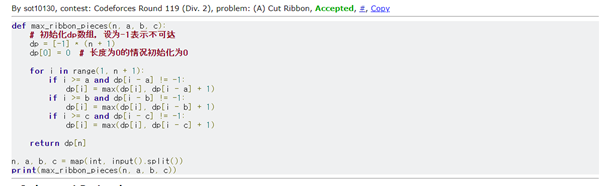 By sot10130, contest: Codeforces Round 119 (Div. 2), problem: (A) Cut Ribbon, Accepted, #, Copy
def max_ribbon_pieces(n, a, b, c):
    # 初始化dp数组，设为-1表示不可达
    dp = [-1] * (n + 1)
    dp[0] = 0  # 长度为0的情况初始化为0

    for i in range(1, n + 1):
        if i >= a and dp[i - a] != -1:
            dp[i] = max(dp[i], dp[i - a] + 1)
        if i >= b and dp[i - b] != -1:
            dp[i] = max(dp[i], dp[i - b] + 1)
        if i >= c and dp[i - c] != -1:
            dp[i] = max(dp[i], dp[i - c] + 1)

    return dp[n]

n, a, b, c = map(int, input().split())
print(max_ribbon_pieces(n, a, b, c))